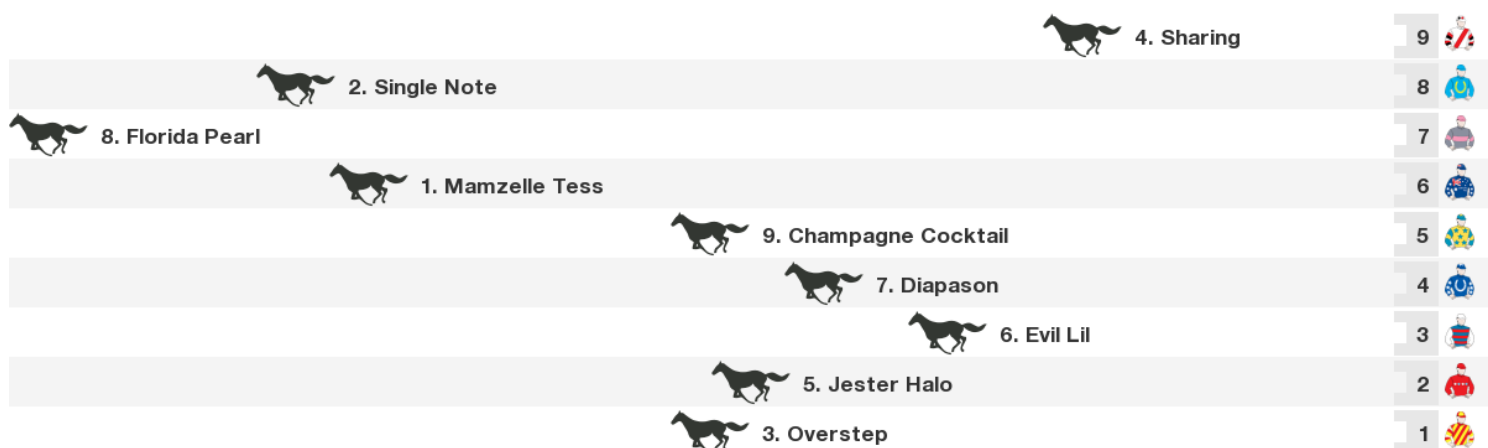 4. Sharing 9
2. Single Note 8
8. Florida Pearl 7
1. Mamzelle Tess 6
9. Champagne Cocktail 5
7. Diapason 4
6. Evil Lil 3
5. Jester Halo 2
3. Overstep 1